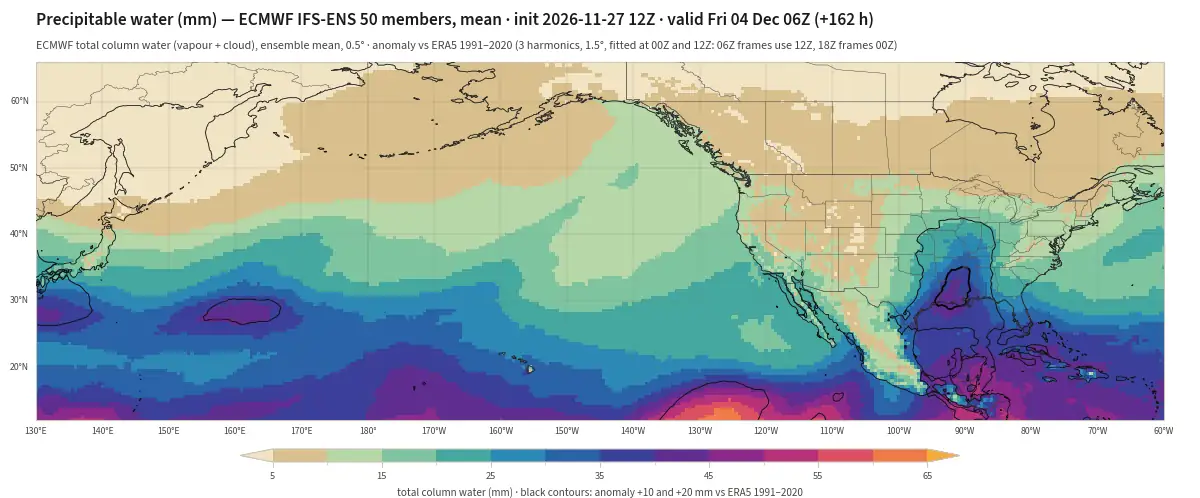 Precipitable water (mm) — ECMWF IFS-ENS 50 members, mean · init 2026-11-27 12Z · valid Fri 04 Dec 06Z (+162 h)
ECMWF total column water (vapour + cloud), ensemble mean, 0.5° · anomaly vs ERA5 1991–2020 (3 harmonics, 1.5°, fitted at 00Z and 12Z: 06Z frames use 12Z, 18Z frames 00Z)
60°N
50°N
40°N
30°N
20°N
130°E 140°E 150°E 160°E 170°E 180° 170°W 160°W 150°W 140°W 130°W 120°W 110°W 100°W 90°W 80°W 70°W 60°W
5 15 25 35 45 55 65
total column water (mm) · black contours: anomaly +10 and +20 mm vs ERA5 1991–2020